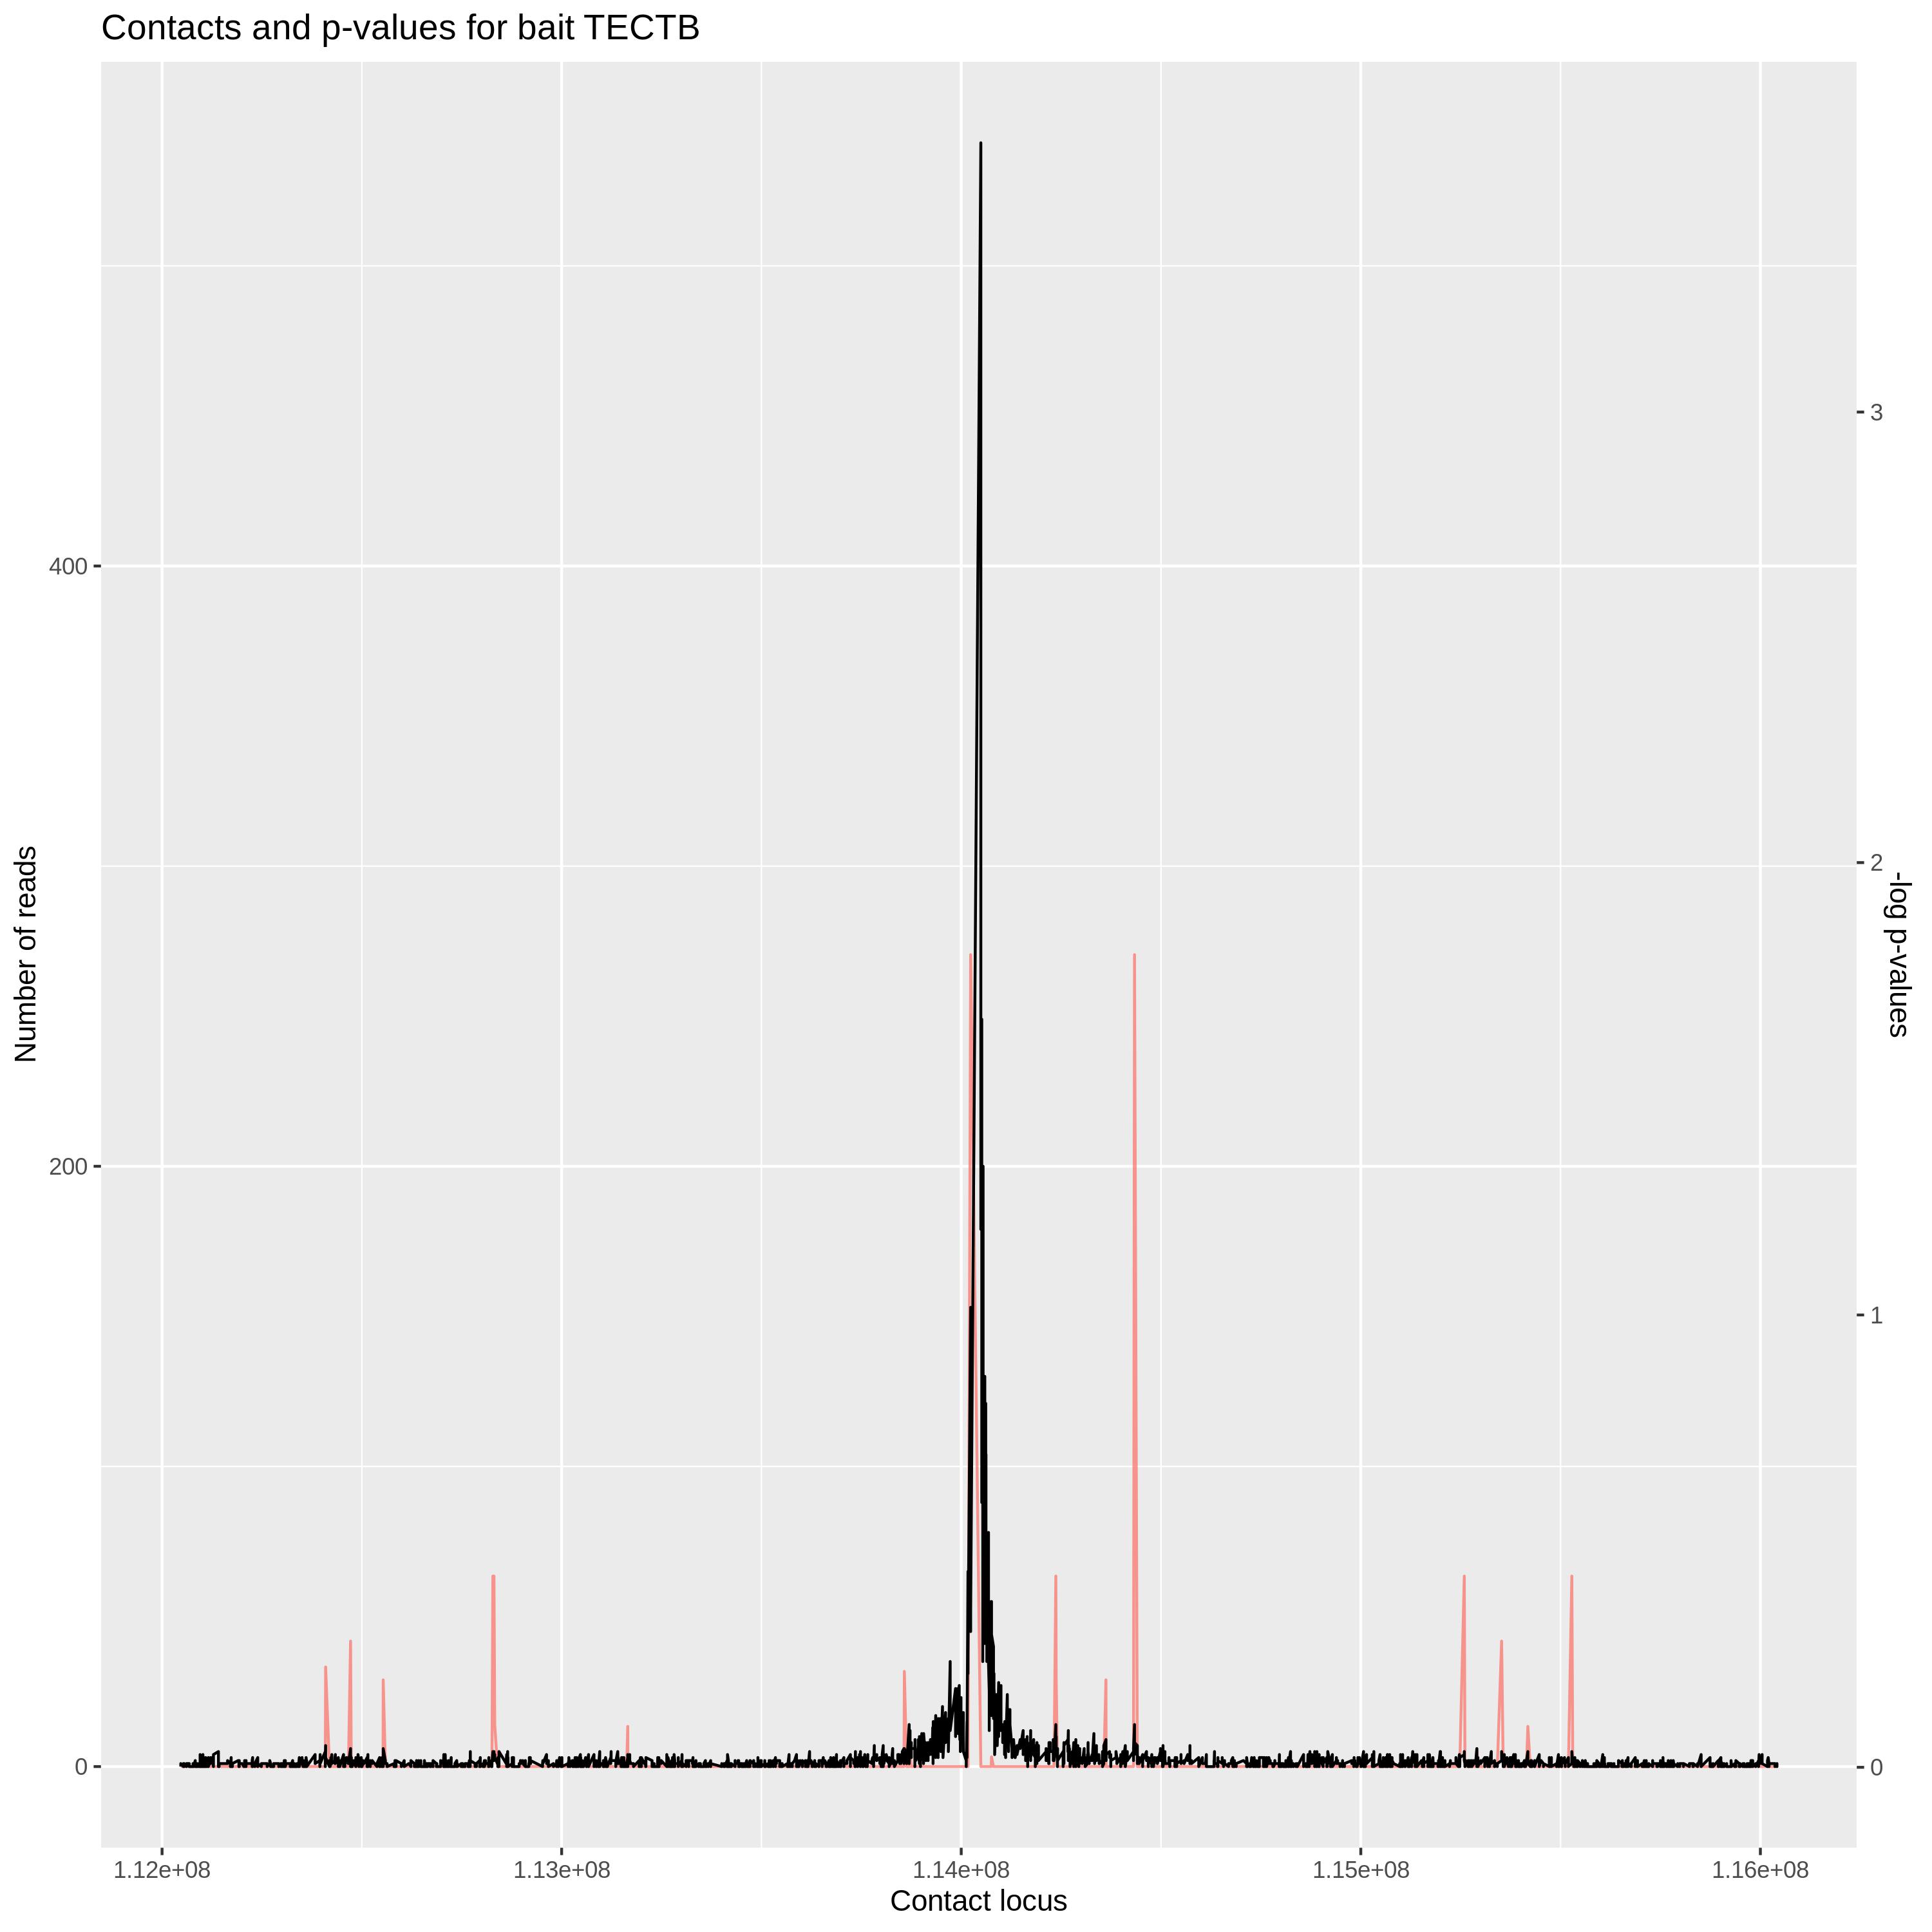 Contacts and p-values for bait TECTB
Number of reads
400
200
0
3
2
1
0
-log p-values
1.12e+08 1.13e+08 1.14e+08 1.15e+08 1.16e+08
Contact locus